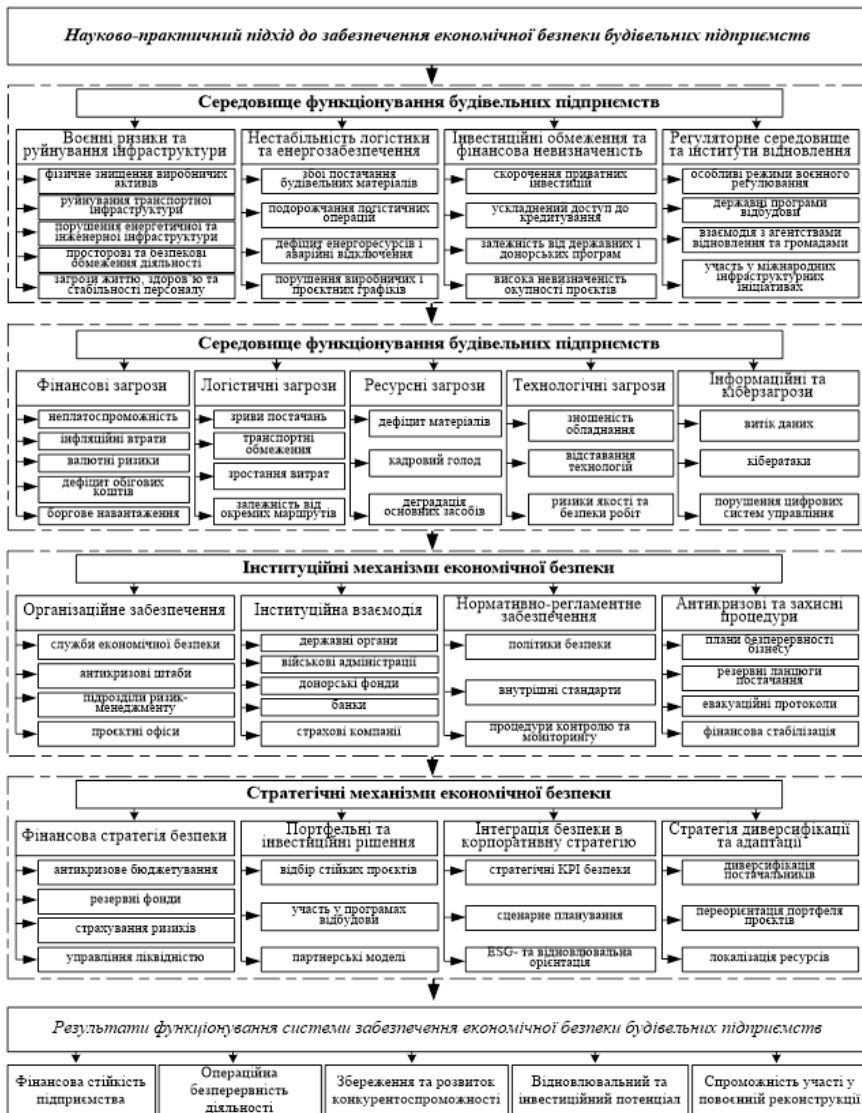 Науково-практичний підхід до забезпечення економічної безпеки будівельних підприємств
Середовище функціонування будівельних підприємств
Воєнні ризики та
руйнування інфраструктури
фізичне знищення виробничих
активів
руйнування транспортної
інфраструктури
порушення енергетичної та
інженерної інфраструктури
просторові та безпекові
обмеження діяльності
загрози життю, здоров'ю та
стабільності персоналу
Нестабільність логістики
та енергозабезпечення
збої постачання
будівельних матеріалів
подорожчання логістичних
операцій
дефіцит енергоресурсів і
аварійні відключення
порушення виробничих і
проєктних графіків
Інвестиційні обмеження та
фінансова невизначеність
скорочення приватних
інвестицій
ускладнений доступ до
кредитування
залежність від державних і
донорських програм
висока невизначеність
окупності проєктів
Регуляторне середовище
та інститути відновлення
особливі режими воєнного
регулювання
державні програми
відбудови
взаємодія з агентствами
відновлення та громадами
участь у міжнародних
інфраструктурних
ініціативах
Середовище функціонування будівельних підприємств
Фінансові загрози
неплатоспроможність
інфляційні втрати
валютні ризики
дефіцит обігових
коштів
боргове навантаження
Логістичні загрози
зриви постачань
транспортні
обмеження
зростання витрат
залежність від
окремих маршрутів
Ресурсні загрози
дефіцит матеріалів
кадровий голод
деградація
основних засобів
Технологічні загрози
зношеність
обладнання
відставання
технологій
ризики якості та
безпеки робіт
Інформаційні та
кіберзагрози
витік даних
кібератаки
порушення цифрових
систем управління
Інституційні механізми економічної безпеки
Організаційне забезпечення
служби економічної безпеки
антикризові штаби
підрозділи ризик-
менеджменту
проєктні офіси
Інституційна взаємодія
державні органи
військові адміністрації
донорські фонди
банки
страхові компанії
Нормативно-регламентне
забезпечення
політики безпеки
внутрішні стандарти
процедури контролю та
моніторингу
Антикризові та захисні
процедури
плани безперервності
бізнесу
резервні ланцюги
постачання
евакуаційні протоколи
фінансова стабілізація
Стратегічні механізми економічної безпеки
Фінансова стратегія безпеки
антикризове бюджетування
резервні фонди
страхування ризиків
управління ліквідністю
Портфельні та
інвестиційні рішення
відбір стійких проєктів
участь у програмах
відбудови
партнерські моделі
Інтеграція безпеки в
корпоративну стратегію
стратегічні KPI безпеки
сценарне планування
ESG- та відновлювальна
орієнтація
Стратегія диверсифікації
та адаптації
диверсифікація
постачальників
переорієнтація портфеля
проєктів
локалізація ресурсів
Результати функціонування системи забезпечення економічної безпеки будівельних підприємств
Фінансова стійкість
підприємства
Операційна
безперервність
діяльності
Збереження та розвиток
конкурентоспроможності
Відновлювальний та
інвестиційний потенціал
Спроможність участі у
повоєнній реконструкції